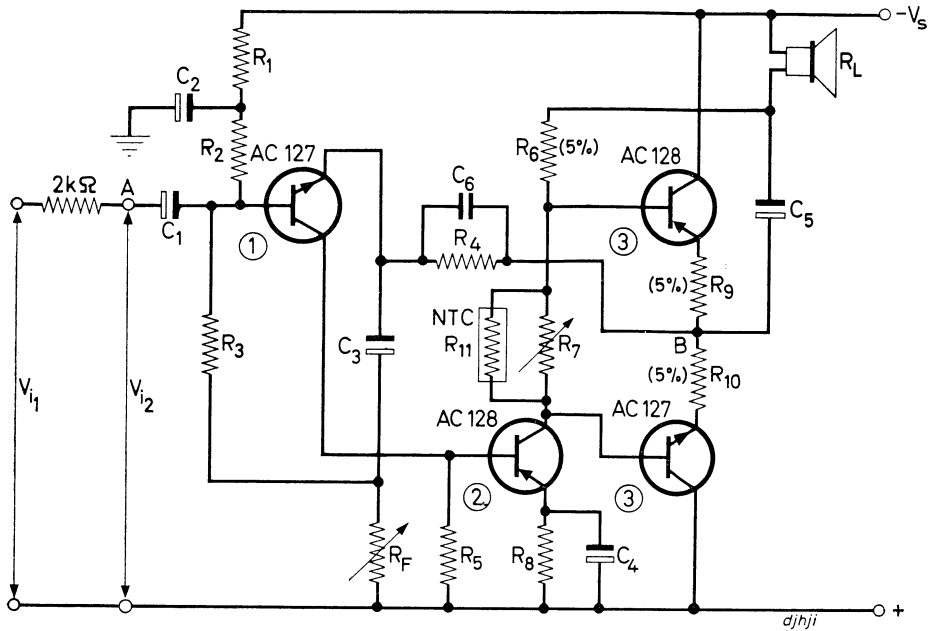 −Vs
R1
RL
C2
R2
AC 127
R6 (5%)
AC 128
2kΩ
A
C1
C6
C5
①
R4
③
(5%) R9
NTC
R11
R7
R3
C3
B
(5%) R10
Vi1
Vi2
AC 128
AC 127
②
③
RF
R5
R8
C4
+
djhji